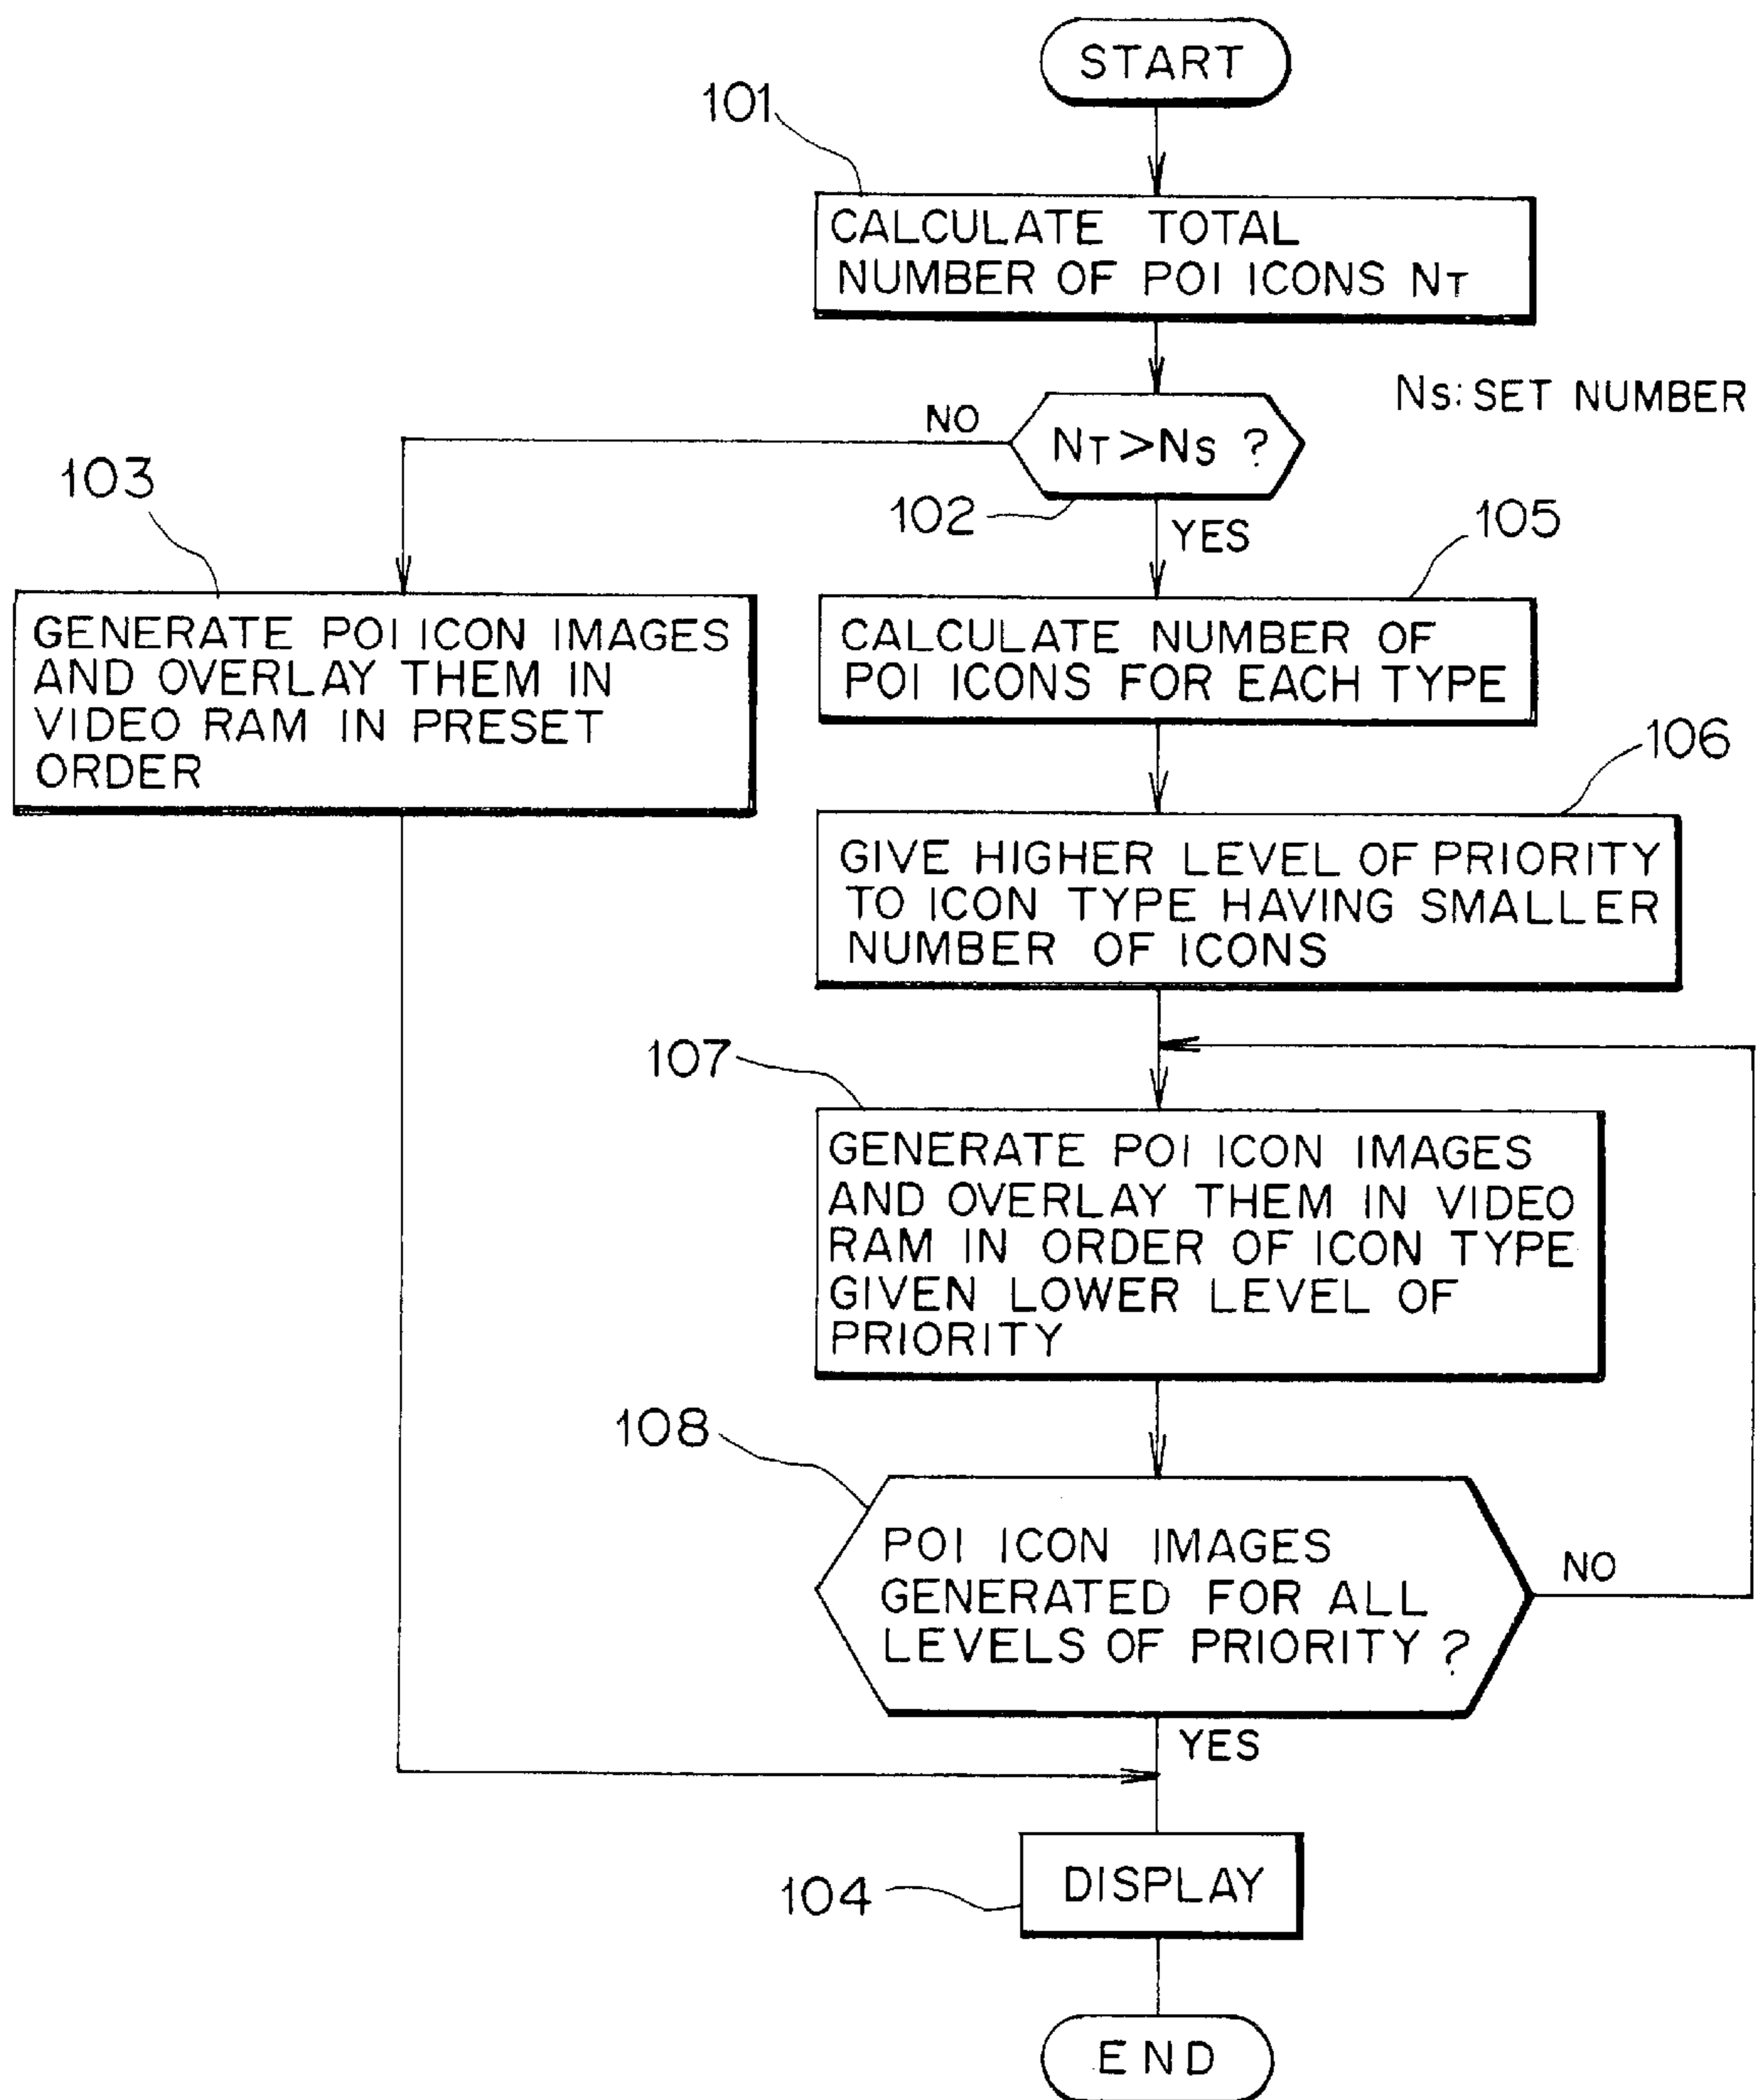 START
101
CALCULATE TOTAL
NUMBER OF POI ICONS NT
Ns: SET NUMBER
NO
NT>NS ?
102
YES
103
105
GENERATE POI ICON IMAGES
AND OVERLAY THEM IN
VIDEO RAM IN PRESET
ORDER
CALCULATE NUMBER OF
POI ICONS FOR EACH TYPE
106
GIVE HIGHER LEVEL OF PRIORITY
TO ICON TYPE HAVING SMALLER
NUMBER OF ICONS
107
GENERATE POI ICON IMAGES
AND OVERLAY THEM IN VIDEO
RAM IN ORDER OF ICON TYPE
GIVEN LOWER LEVEL OF
PRIORITY
108
POI ICON IMAGES
GENERATED FOR ALL
LEVELS OF PRIORITY ?
NO
YES
104
DISPLAY
END